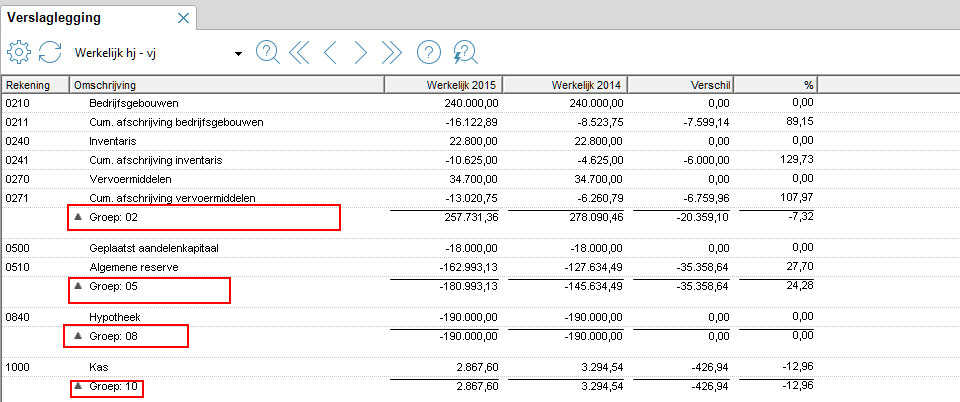 Verslaglegging
Werkelijk hj - vj
Rekening Omschrijving Werkelijk 2015 Werkelijk 2014 Verschil %
0210 Bedrijfsgebouwen 240.000,00 240.000,00 0,00 0,00
0211 Cum. afschrijving bedrijfsgebouwen -16.122,89 -8.523,75 -7.599,14 89,15
0240 Inventaris 22.800,00 22.800,00 0,00 0,00
0241 Cum. afschrijving inventaris -10.625,00 -4.625,00 -6.000,00 129,73
0270 Vervoermiddelen 34.700,00 34.700,00 0,00 0,00
0271 Cum. afschrijving vervoermiddelen -13.020,75 -6.260,79 -6.759,96 107,97
Groep: 02 257.731,36 278.090,46 -20.359,10 -7,32
0500 Geplaatst aandelenkapitaal -18.000,00 -18.000,00 0,00 0,00
0510 Algemene reserve -162.993,13 -127.634,49 -35.358,64 27,70
Groep: 05 -180.993,13 -145.634,49 -35.358,64 24,28
0840 Hypotheek -190.000,00 -190.000,00 0,00 0,00
Groep: 08 -190.000,00 -190.000,00 0,00 0,00
1000 Kas 2.867,60 3.294,54 -426,94 -12,96
Groep: 10 2.867,60 3.294,54 -426,94 -12,96